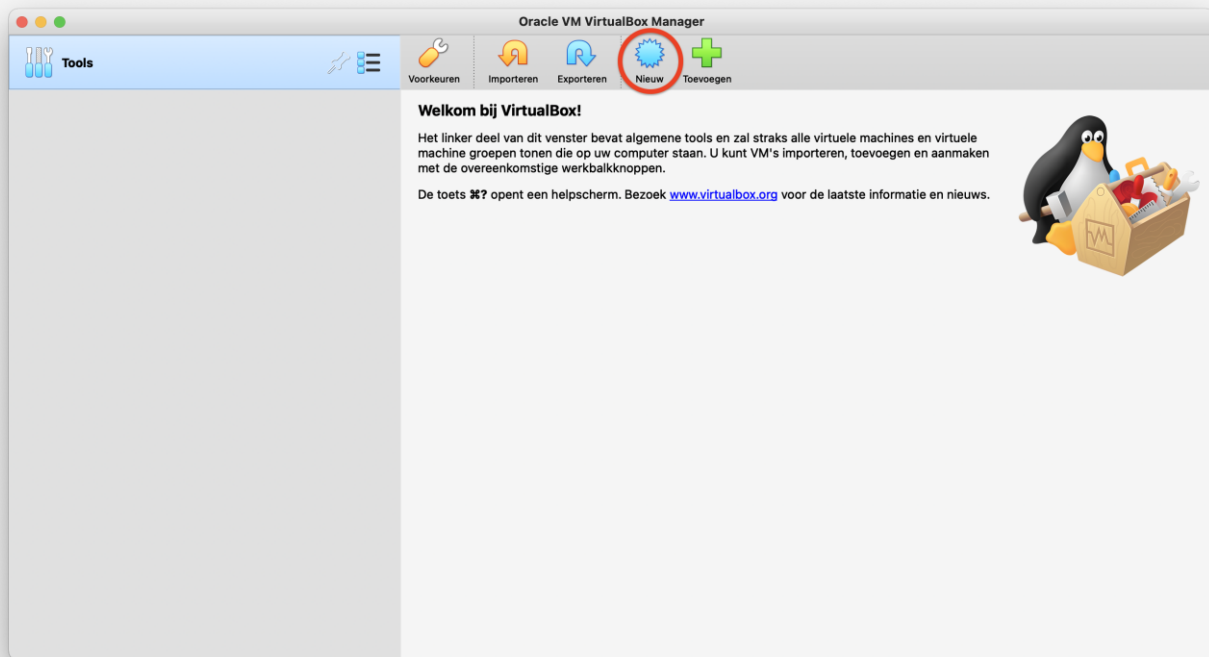 Oracle VM VirtualBox Manager
Tools
Voorkeuren
Importeren
Exporteren
Nieuw
Toevoegen
Welkom bij VirtualBox!
Het linker deel van dit venster bevat algemene tools en zal straks alle virtuele machines en virtuele
machine groepen tonen die op uw computer staan. U kunt VM's importeren, toevoegen en aanmaken
met de overeenkomstige werkbalkknoppen.
De toets ⌘? opent een helpscherm. Bezoek www.virtualbox.org voor de laatste informatie en nieuws.